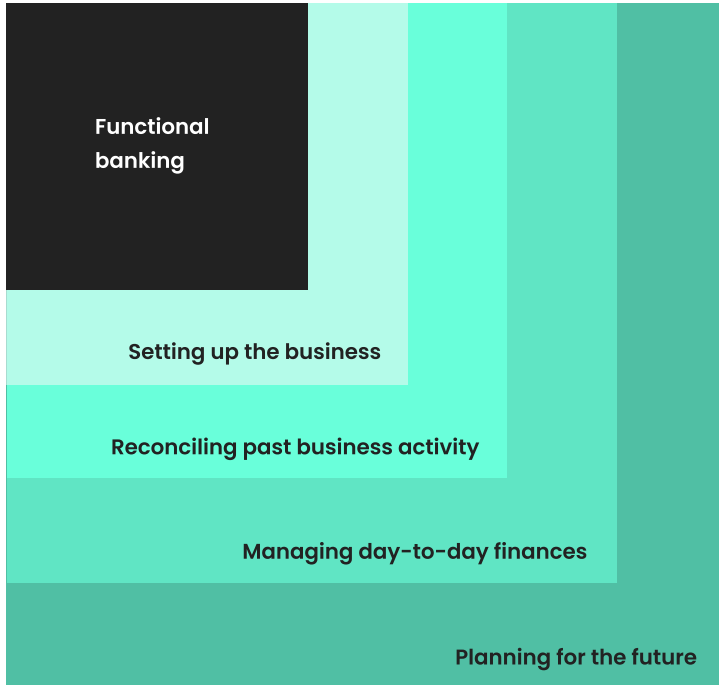 Functional
banking
Setting up the business
Reconciling past business activity
Managing day-to-day finances
Planning for the future